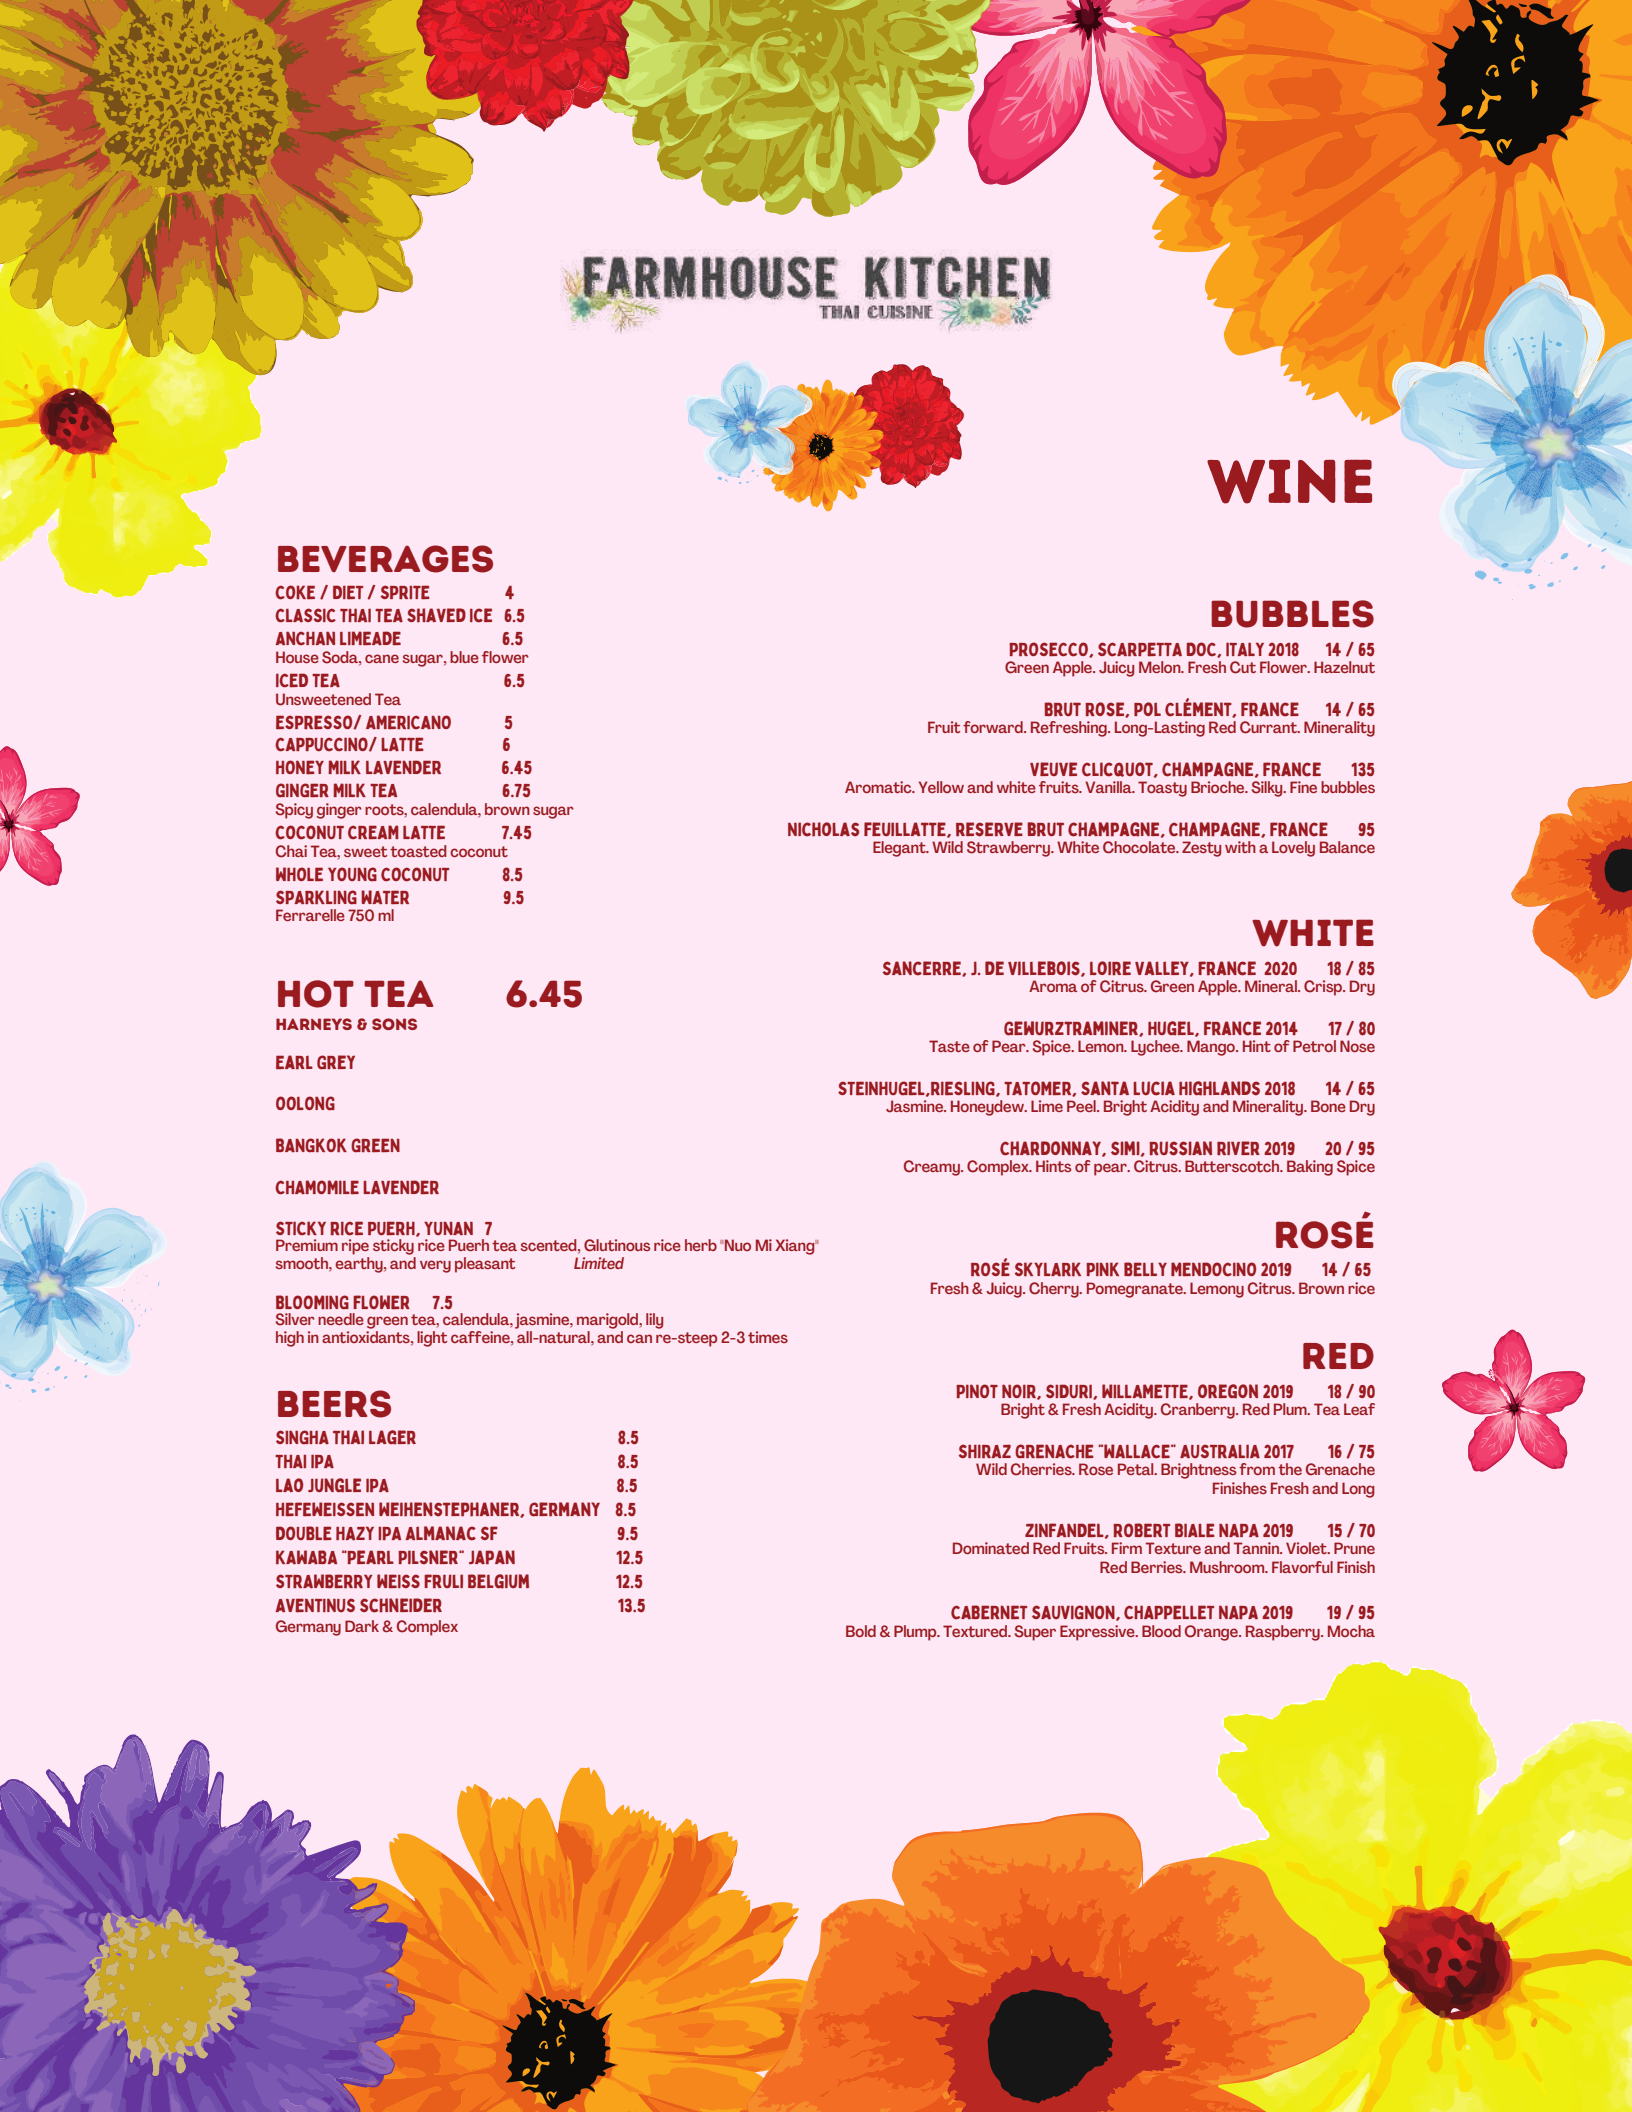 FARMHOUSE KITCHEN
THAI CUISINE
BEVERAGES
COKE / DIET / SPRITE 4
CLASSIC THAI TEA SHAVED ICE 6.5
ANCHAN LIMEADE 6.5
House Soda, cane sugar, blue flower
ICED TEA 6.5
Unsweetened Tea
ESPRESSO/ AMERICANO 5
CAPPUCCINO/ LATTE 6
HONEY MILK LAVENDER 6.45
GINGER MILK TEA 6.75
Spicy ginger roots, calendula, brown sugar
COCONUT CREAM LATTE 7.45
Chai Tea, sweet toasted coconut
WHOLE YOUNG COCONUT 8.5
SPARKLING WATER 9.5
Ferrarelle 750 ml
HOT TEA 6.45
HARNEYS & SONS
EARL GREY
OOLONG
BANGKOK GREEN
CHAMOMILE LAVENDER
STICKY RICE PUERH, YUNAN 7
Premium ripe sticky rice Puerh tea scented, Glutinous rice herb "Nuo Mi Xiang"
smooth, earthy, and very pleasant Limited
BLOOMING FLOWER 7.5
Silver needle green tea, calendula, jasmine, marigold, lily
high in antioxidants, light caffeine, all-natural, and can re-steep 2-3 times
BEERS
SINGHA THAI LAGER 8.5
THAI IPA 8.5
LAO JUNGLE IPA 8.5
HEFEWEISSEN WEIHENSTEPHANER, GERMANY 8.5
DOUBLE HAZY IPA ALMANAC SF 9.5
KAWABA "PEARL PILSNER" JAPAN 12.5
STRAWBERRY WEISS FRULI BELGIUM 12.5
AVENTINUS SCHNEIDER 13.5
Germany Dark & Complex
WINE
BUBBLES
PROSECCO, SCARPETTA DOC, ITALY 2018 14 / 65
Green Apple. Juicy Melon. Fresh Cut Flower. Hazelnut
BRUT ROSE, POL CLÉMENT, FRANCE 14 / 65
Fruit forward. Refreshing. Long-Lasting Red Currant. Minerality
VEUVE CLICQUOT, CHAMPAGNE, FRANCE 135
Aromatic. Yellow and white fruits. Vanilla. Toasty Brioche. Silky. Fine bubbles
NICHOLAS FEUILLATTE, RESERVE BRUT CHAMPAGNE, CHAMPAGNE, FRANCE 95
Elegant. Wild Strawberry. White Chocolate. Zesty with a Lovely Balance
WHITE
SANCERRE, J. DE VILLEBOIS, LOIRE VALLEY, FRANCE 2020 18 / 85
Aroma of Citrus. Green Apple. Mineral. Crisp. Dry
GEWURZTRAMINER, HUGEL, FRANCE 2014 17 / 80
Taste of Pear. Spice. Lemon. Lychee. Mango. Hint of Petrol Nose
STEINHUGEL,RIESLING, TATOMER, SANTA LUCIA HIGHLANDS 2018 14 / 65
Jasmine. Honeydew. Lime Peel. Bright Acidity and Minerality. Bone Dry
CHARDONNAY, SIMI, RUSSIAN RIVER 2019 20 / 95
Creamy. Complex. Hints of pear. Citrus. Butterscotch. Baking Spice
ROSÉ
ROSÉ SKYLARK PINK BELLY MENDOCINO 2019 14 / 65
Fresh & Juicy. Cherry. Pomegranate. Lemony Citrus. Brown rice
RED
PINOT NOIR, SIDURI, WILLAMETTE, OREGON 2019 18 / 90
Bright & Fresh Acidity. Cranberry. Red Plum. Tea Leaf
SHIRAZ GRENACHE "WALLACE" AUSTRALIA 2017 16 / 75
Wild Cherries. Rose Petal. Brightness from the Grenache
Finishes Fresh and Long
ZINFANDEL, ROBERT BIALE NAPA 2019 15 / 70
Dominated Red Fruits. Firm Texture and Tannin. Violet. Prune
Red Berries. Mushroom. Flavorful Finish
CABERNET SAUVIGNON, CHAPPELLET NAPA 2019 19 / 95
Bold & Plump. Textured. Super Expressive. Blood Orange. Raspberry. Mocha